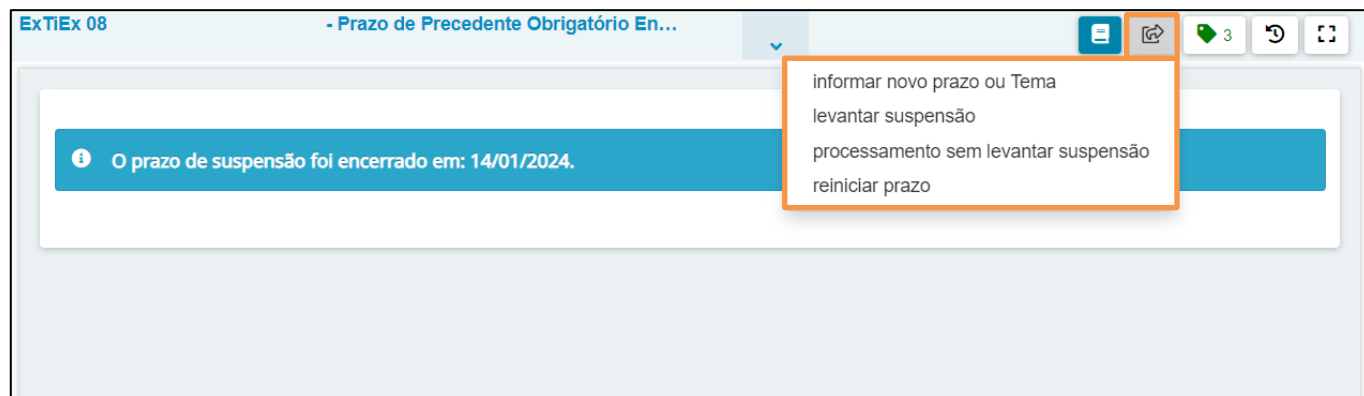 ExTiEx 08 - Prazo de Precedente Obrigatório En...
3
informar novo prazo ou Tema
levantar suspensão
processamento sem levantar suspensão
reiniciar prazo
O prazo de suspensão foi encerrado em: 14/01/2024.